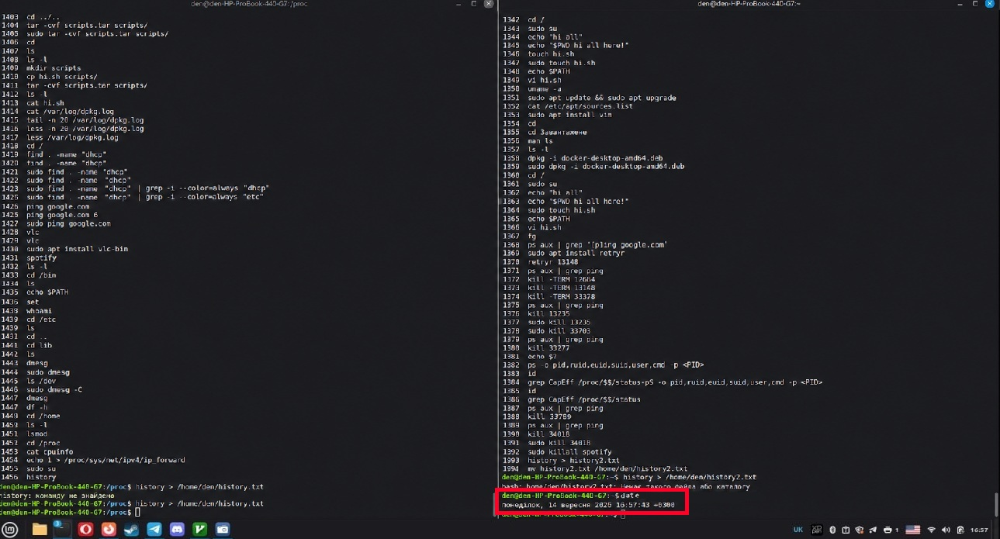 den@den-HP-ProBook-440-G7: /proc
1403 cd ../..
1404 tar -cvf scripts.tar scripts/
1405 sudo tar -cvf scripts.tar scripts/
1406 cd
1407 ls
1408 ls -l
1409 mkdir scripts
1410 cp hi.sh scripts/
1411 tar -cvf scripts.tar scripts/
1412 ls -l
1413 cat hi.sh
1414 cat /var/log/dpkg.log
1415 tail -n 20 /var/log/dpkg.log
1416 less -n 20 /var/log/dpkg.log
1417 less /var/log/dpkg.log
1418 cd /
1419 find . -name "dhcp"
1420 find . -name "dhcp"
1421 sudo find . -name "dhcp"
1422 sudo find . -name "dhcp"
1423 sudo find . -name "dhcp" | grep -i --color=always "dhcp"
1426 sudo find . -name "dhcp" | grep -i --color=always "etc"
1426 ping google.com
1426 ping google.com 6
1427 sudo ping google.com
1428 vlc
1429 vlc
1430 sudo apt install vlc-bin
1431 spotify
1432 ls -l
1433 cd /bin
1434 ls
1435 echo $PATH
1436 set
1438 whoami
1439 cd /etc
1439 ls
1431 cd ..
1441 cd lib
1442 ls
1443 dmesg
1444 sudo dmesg
1445 ls /dev
1446 sudo dmesg -C
1447 dmesg
1447 df -h
1449 cd /home
1450 ls -l
1451 lsmod
1452 cd /proc
1453 cat cpuinfo
1454 echo 1 > /proc/sys/net/ipv4/ip_forward
1455 sudo su
1456 history
den@den-HP-ProBook-440-G7:/proc$ history > /home/den/history.txt
history: команду не знайдено
den@den-HP-ProBook-440-G7:/proc$ history > /home/den/history.txt
den@den-HP-ProBook-440-G7:/proc$
den@den-HP-ProBook-440-G7: ~
1342 cd /
1343 sudo su
1344 echo "hi all"
1345 echo "$PWD hi all here!"
1346 touch hi.sh
1347 sudo touch hi.sh
1348 echo $PATH
1349 vi hi.sh
1350 uname -a
1351 sudo apt update && sudo apt upgrade
1352 cat /etc/apt/sources.list
1353 sudo apt install vim
1354 cd
1355 cd Завантажене
1356 man ls
1357 ls -l
1358 dpkg -i docker-desktop-amd64.deb
1359 sudo dpkg -i docker-desktop-amd64.deb
1360 cd /
1361 sudo su
1362 echo "hi all"
1363 echo "$PWD hi all here!"
1364 sudo touch hi.sh
1365 echo $PATH
1366 vi hi.sh
1367 fg
1368 ps aux | grep '[p]ing google.com'
1369 sudo apt install retryr
1370 retryr 13148
1371 ps aux | grep ping
1372 kill -TERM 12684
1373 kill -TERM 13148
1374 kill -TERM 33378
1375 ps aux | grep ping
1376 kill 13235
1377 sudo kill 13235
1378 sudo kill 33703
1379 ps aux | grep ping
1380 kill 33277
1381 echo $?
1382 ps -o pid,ruid,euid,suid,user,cmd -p <PID>
1383 id
1384 grep CapEff /proc/$$/status-pS -o pid,ruid,euid,suid,user,cmd -p <PID>
1385 id
1386 grep CapEff /proc/$$/status
1387 ps aux | grep ping
1388 kill 33789
1389 ps aux | grep ping
1390 kill 34018
1391 sudo kill 34018
1392 sudo killall spotify
1993 history > history2.txt
1994 mv history2.txt /home/den/history2.txt
den@den-HP-ProBook-440-G7:~$ history > /home/den/history2.txt
bash: home/den/history2.txt: Немає такого файла або каталогу
den@den-HP-ProBook-440-G7:~$ date
понеділок, 14 вересня 2026 16:57:43 +0300
den@den-HP-ProBook-440-G7:~$
UK
1
16:57